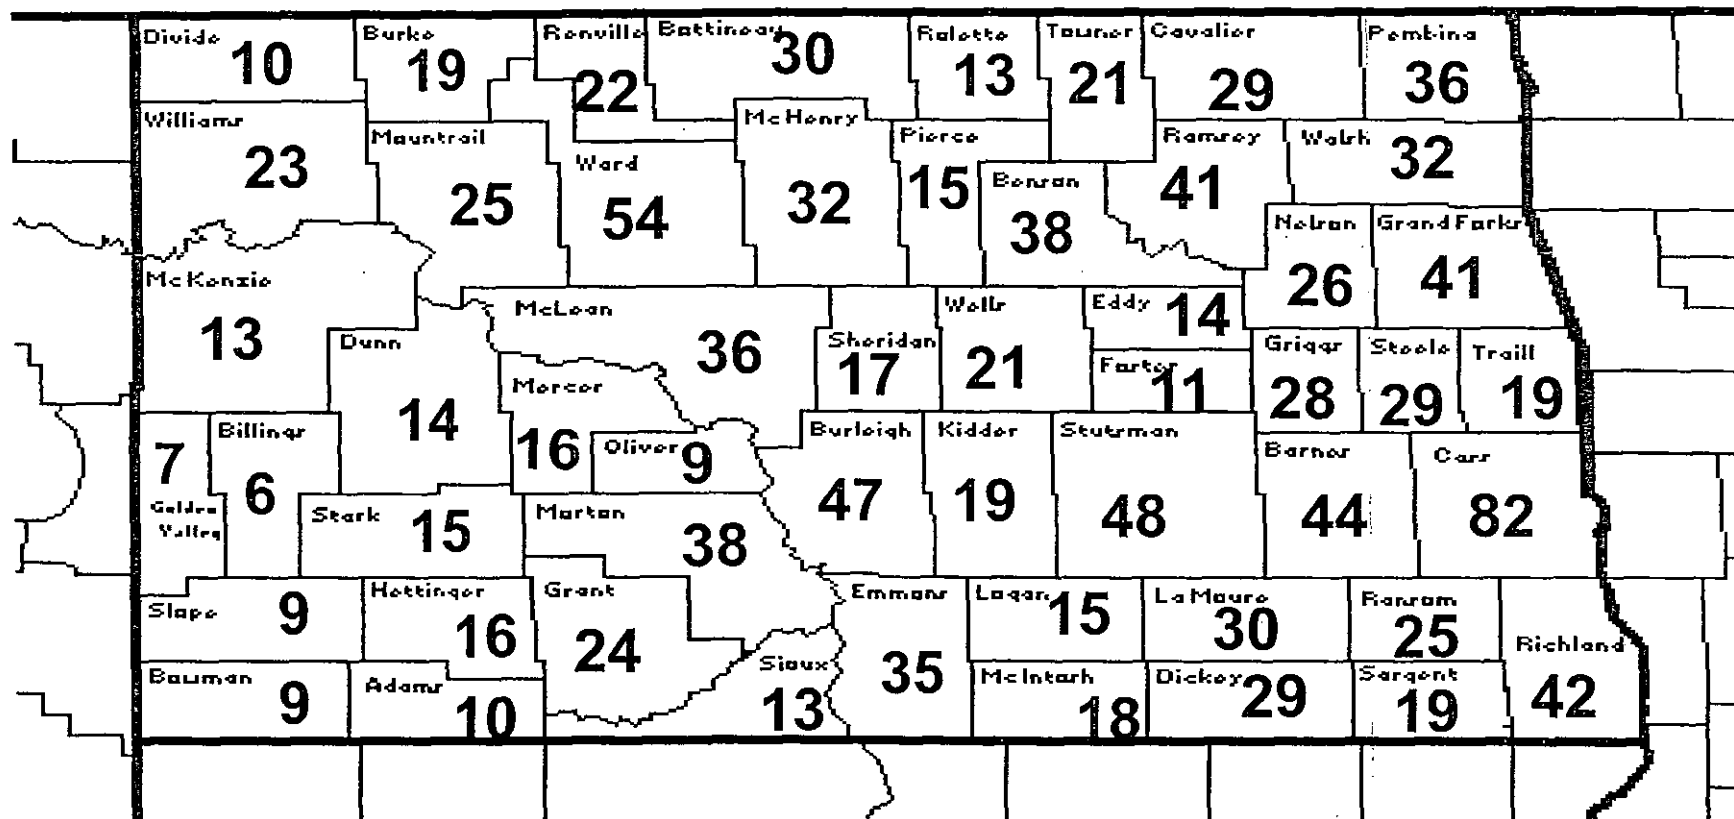 Divide 10
Burke 19
Renville 22
Bottineau 30
Rolette 13
Towner 21
Cavalier 29
Pembina 36
Williams 23
Mountrail 25
Ward 54
McHenry 32
Pierce 15
Benson 38
Ramsey 41
Walsh 32
Nelson 26
Grand Forks 41
McKenzie 13
Dunn 14
McLean 36
Sheridan 17
Wells 21
Eddy 14
Foster 11
Griggs 28
Steele 29
Traill 19
Mercer 16
Oliver 9
7
Golden
Valley
Billings 6
Stark 15
Morton 38
Burleigh 47
Kidder 19
Stutsman 48
Barnes 44
Cass 82
Slope 9
Hettinger 16
Grant 24
Sioux 13
Emmons 35
Logan 15
LaMoure 30
Ransom 25
Richland 42
Bowman 9
Adams 10
McIntosh 18
Dickey 29
Sargent 19